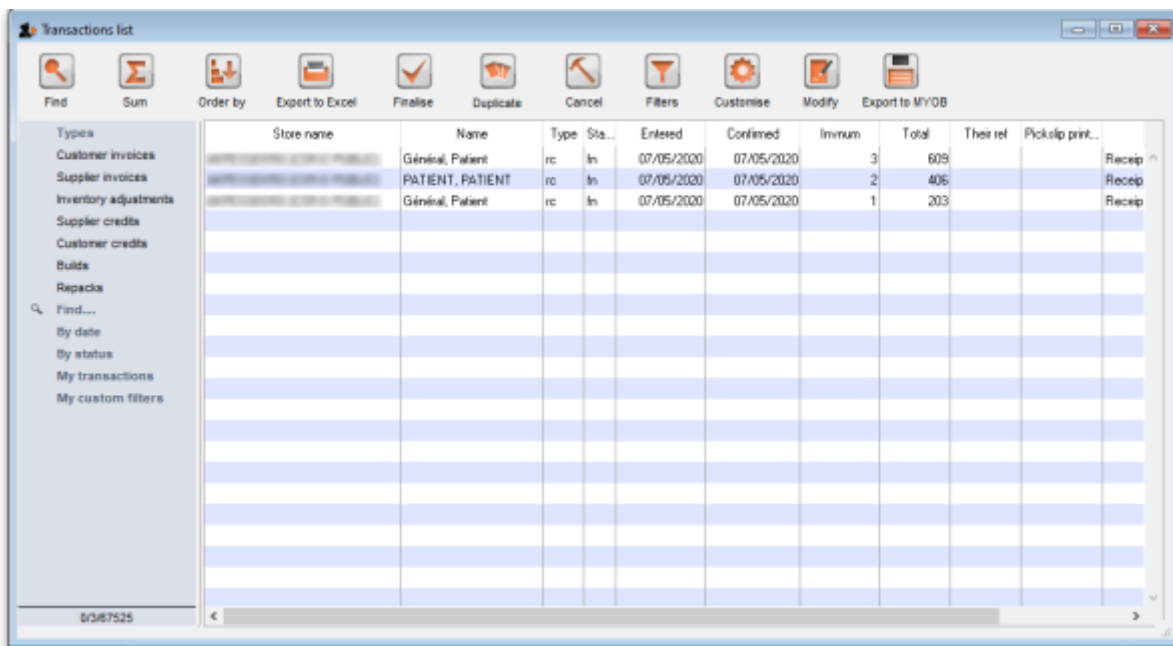 Transactions list
Find Sum Order by Export to Excel Finalise Duplicate Cancel Filters Customise Modify Export to MYOB
Types
Customer invoices
Supplier invoices
Inventory adjustments
Supplier credits
Customer credits
Builds
Repacks
Find....
By date
By status
My transactions
My custom filters
0/3/67525
Store name Name Type Sta... Entered Confirmed Invnum Total Their ref Pickslip print...
Général, Patient rc fn 07/05/2020 07/05/2020 3 609 Receip
PATIENT, PATIENT rc fn 07/05/2020 07/05/2020 2 406 Receip
Général, Patient rc fn 07/05/2020 07/05/2020 1 203 Receip